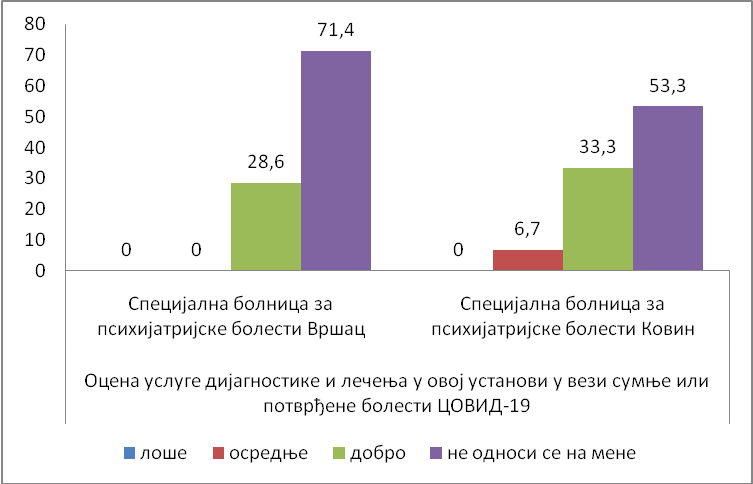 80
70
60
50
40
30
20
10
0
0
0
28,6
71,4
0
6,7
33,3
53,3
Специјална болница за
психијатријске болести Вршац
Специјална болница за
психијатријске болести Ковин
Оцена услуге дијагностике и лечења у овој установи у вези сумње или
потврђене болести ЦОВИД-19
лоше осредње добро не односи се на мене